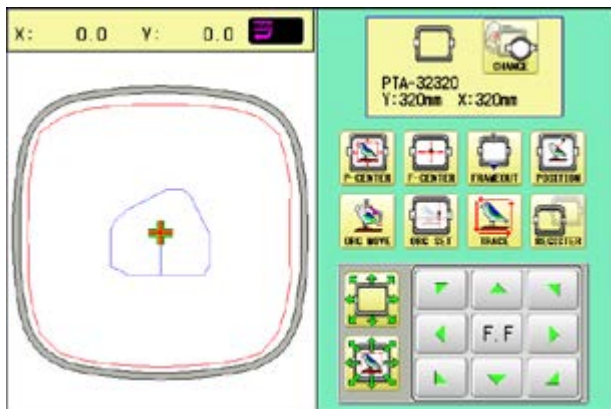 X: 0.0 Y: 0.0
CHANGE
PTA-32320
Y:320mm X:320mm
P-CENTER F-CENTER FRAMEOUT POSITION
ORG MOVE ORG SET TRACE REGISTER
F.F